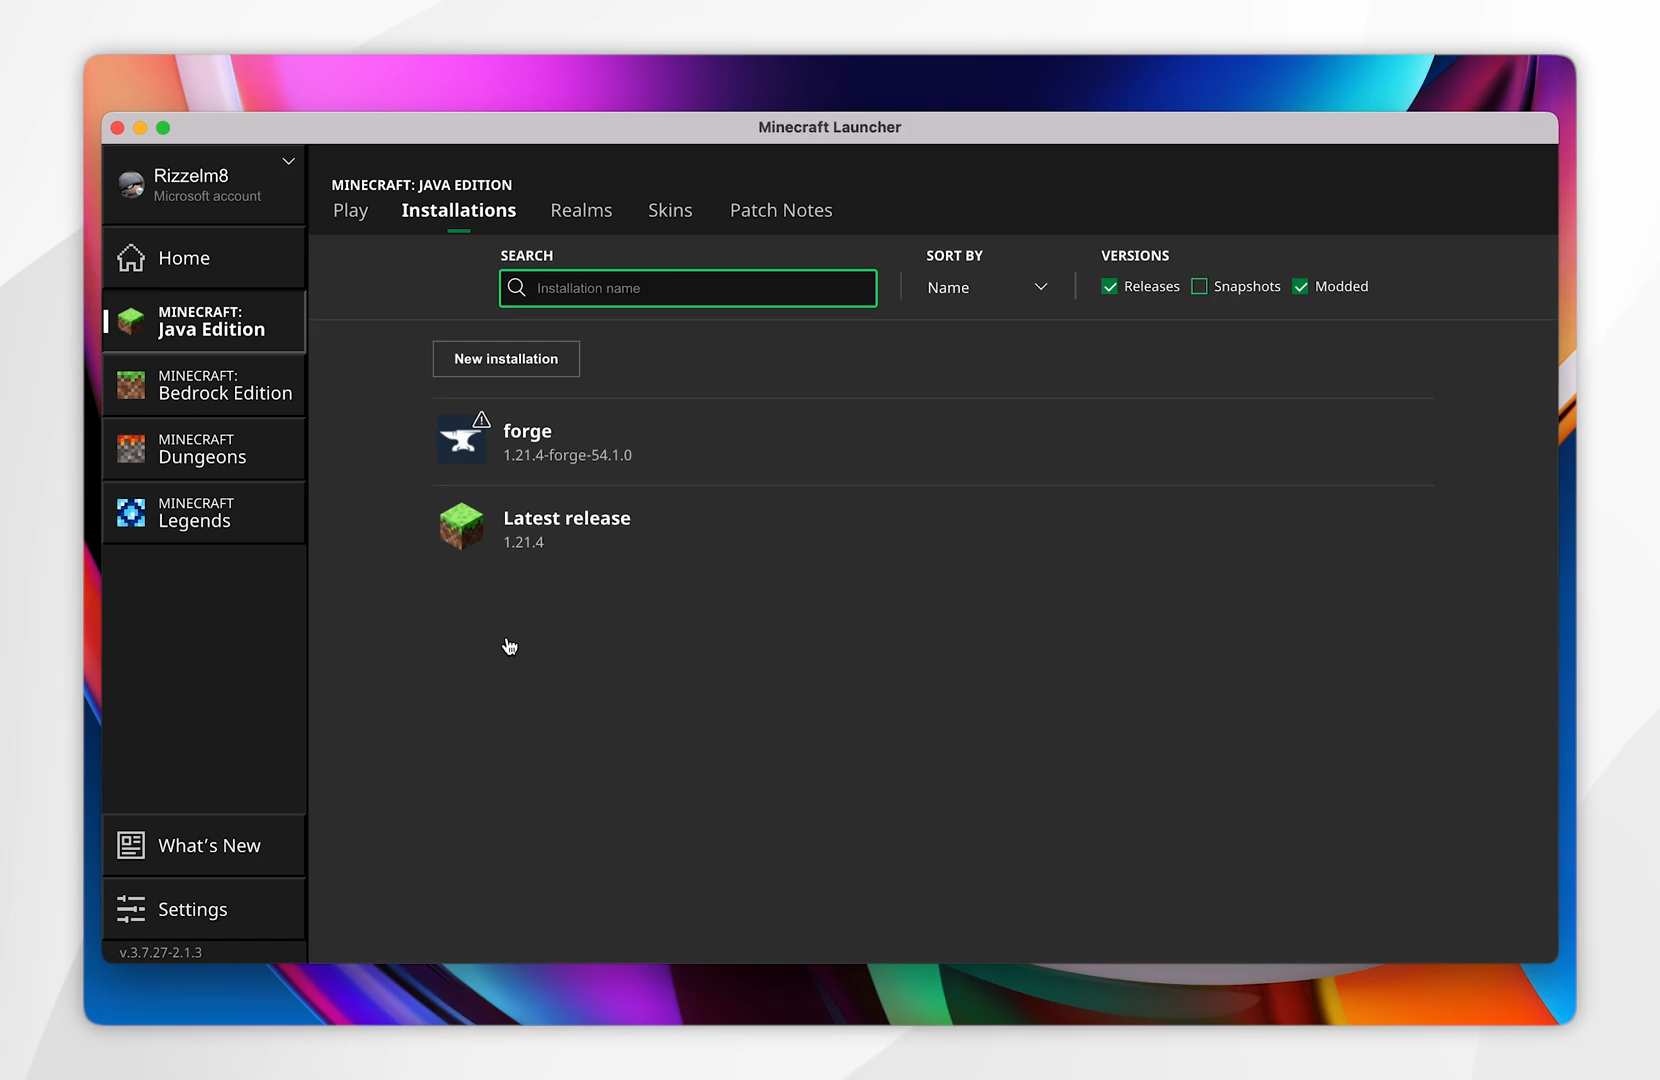 Minecraft Launcher
Rizzelm8
Microsoft account
Home
MINECRAFT:
Java Edition
MINECRAFT:
Bedrock Edition
MINECRAFT
Dungeons
MINECRAFT
Legends
What's New
Settings
v.3.7.27-2.1.3
MINECRAFT: JAVA EDITION
Play Installations Realms Skins Patch Notes
SEARCH SORT BY VERSIONS
Installation name Name Releases Snapshots Modded
New installation
forge
1.21.4-forge-54.1.0
Latest release
1.21.4